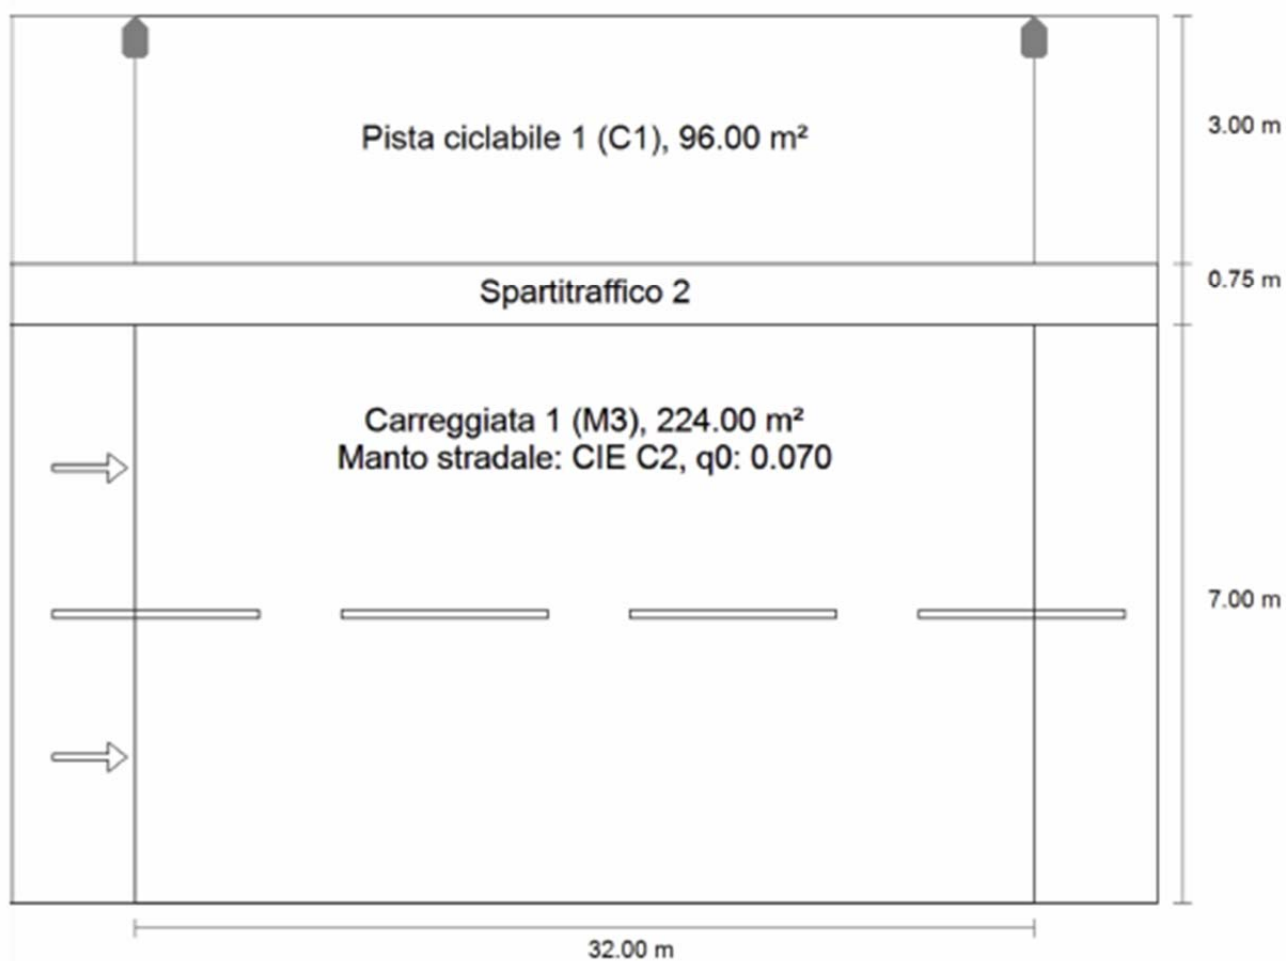 Pista ciclabile 1 (C1), 96.00 m²
3.00 m
Spartitraffico 2
0.75 m
Carreggiata 1 (M3), 224.00 m²
Manto stradale: CIE C2, q0: 0.070
7.00 m
32.00 m